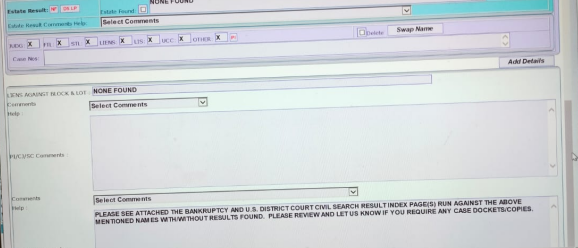 NONE FOUND
Estate Result: NF ON LP Estate Found:
Estate Result Comments Help: Select Comments
Delete Swap Name
JUDG: X FTL: X STL: X LIENS: X LTS: X UCC: X OTHER: X
Case Nos:
Add Details
LIENS AGAINST BLOCK & LOT NONE FOUND
Comments Select Comments
Help
PUCJ/SC Comments
Comments Select Comments
Help
PLEASE SEE ATTACHED THE BANKRUPTCY AND U.S. DISTRICT COURT CIVIL SEARCH RESULT INDEX PAGE(S) RUN AGAINST THE ABOVE
MENTIONED NAMES WITH/WITHOUT RESULTS FOUND. PLEASE REVIEW AND LET US KNOW IF YOU REQUIRE ANY CASE DOCKETS/COPIES.